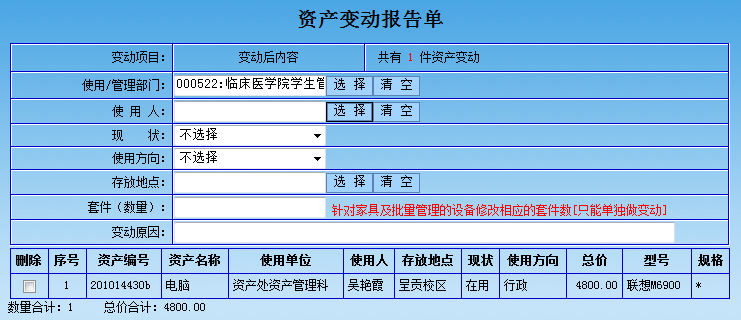 资产变动报告单
变动项目: 变动后内容 共有 1 件资产变动
使用/管理部门: 000522:临床医学院学生管 选 择 清 空
使 用 人: 选 择 清 空
现 状: 不选择
使用方向: 不选择
存放地点: 选 择 清 空
套件（数量）: 针对家具及批量管理的设备修改相应的套件数[只能单独做变动]
变动原因:
删除 序号 资产编号 资产名称 使用单位 使用人 存放地点 现状 使用方向 总价 型号 规格
1 201014430b 电脑 资产处资产管理科 吴艳霞 呈贡校区 在用 行政 4800.00 联想M6900 *
数量合计: 1 总价合计: 4800.00